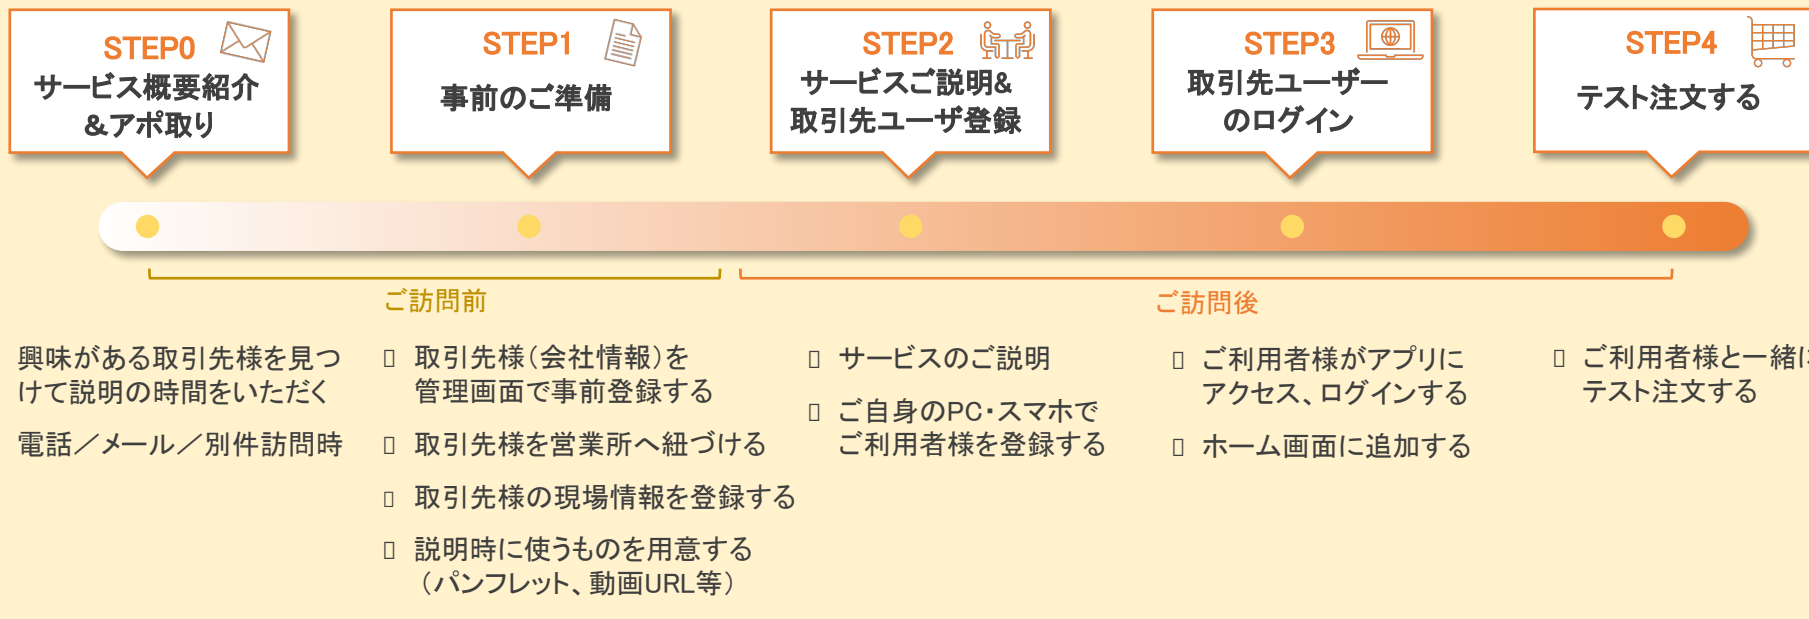 STEP0
サービス概要紹介
&アポ取り
STEP1
事前のご準備
STEP2
サービスご説明&
取引先ユーザ登録
STEP3
取引先ユーザー
のログイン
STEP4
テスト注文する
ご訪問前
ご訪問後
興味がある取引先様を見つ
けて説明の時間をいただく
電話／メール／別件訪問時
取引先様（会社情報）を
管理画面で事前登録する
取引先様を営業所へ紐づける
取引先様の現場情報を登録する
説明時に使うものを用意する
（パンフレット、動画URL等）
サービスのご説明
ご自身のPC・スマホで
ご利用者様を登録する
ご利用者様がアプリに
アクセス、ログインする
ホーム画面に追加する
ご利用者様と一緒に
テスト注文する